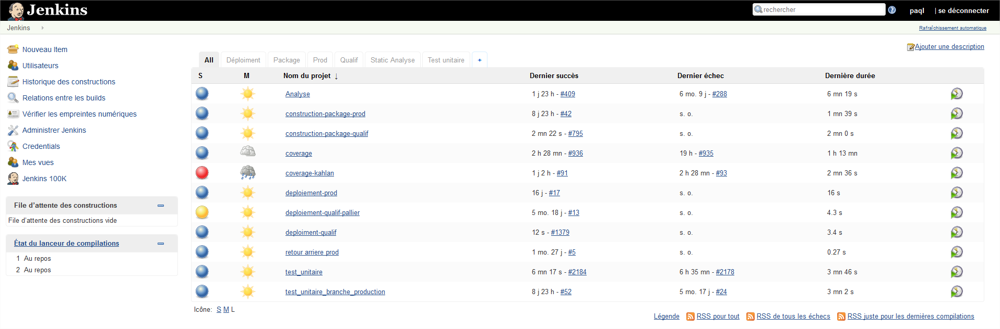 Jenkins
rechercher
paql | se déconnecter
Jenkins
Rafraîchissement automatique
Nouveau Item
Utilisateurs
Historique des constructions
Relations entre les builds
Vérifier les empreintes numériques
Administrer Jenkins
Credentials
Mes vues
Jenkins 100K
File d'attente des constructions
File d'attente des constructions vide
État du lanceur de compilations
1 Au repos
2 Au repos
Ajouter une description
All Déploiment Package Prod Qualif Static Analyse Test unitaire +
S M Nom du projet ↓ Dernier succès Dernier échec Dernière durée
Analyse 1 j 23 h - #409 6 mo. 9 j - #288 6 mn 19 s
construction-package-prod 8 j 23 h - #42 s. o. 1 mn 39 s
construction-package-qualif 2 mn 22 s - #795 s. o. 2 mn 0 s
coverage 2 h 28 mn - #936 19 h - #935 1 h 13 mn
coverage-kahlan 1 j 2 h - #91 2 h 28 mn - #93 2 mn 36 s
deploiement-prod 16 j - #17 s. o. 16 s
deploiement-qualif-pallier 5 mo. 18 j - #13 s. o. 4.3 s
deploiment-qualif 12 s - #1379 s. o. 3.4 s
retour arriere prod 1 mo. 27 j - #5 s. o. 0.27 s
test_unitaire 6 mn 17 s - #2184 6 h 35 mn - #2178 3 mn 46 s
test_unitaire_branche_production 8 j 23 h - #52 5 mo. 17 j - #24 3 mn 2 s
Icône: S M L
Légende RSS pour tout RSS de tous les échecs RSS juste pour les dernières compilations